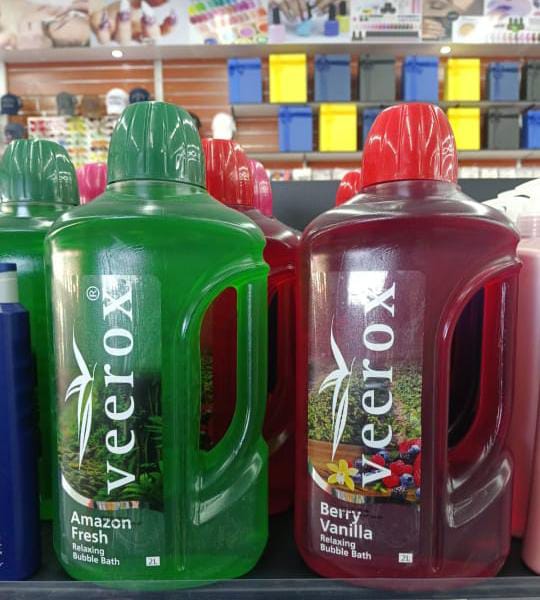 veerox®
Amazon
Fresh
Relaxing
Bubble Bath
2L
veerox
Berry
Vanilla
Relaxing
Bubble Bath
2L